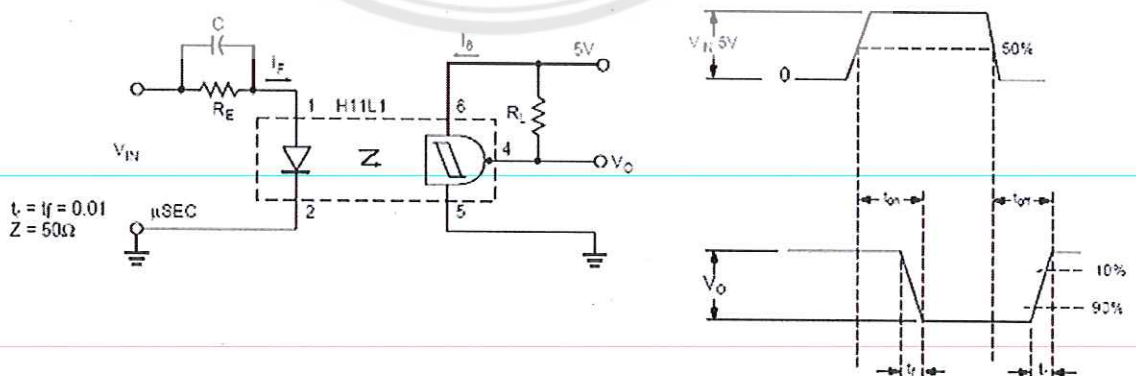 C
I_F
R_E
1 H11L1
V_IN
2
t_r = t_f = 0.01 μSEC
Z = 50Ω
I_8
5V
6
R_L
4
V_O
5
V_IN 5V
0
50%
t_on
t_off
V_O
10%
90%
t_f
t_r